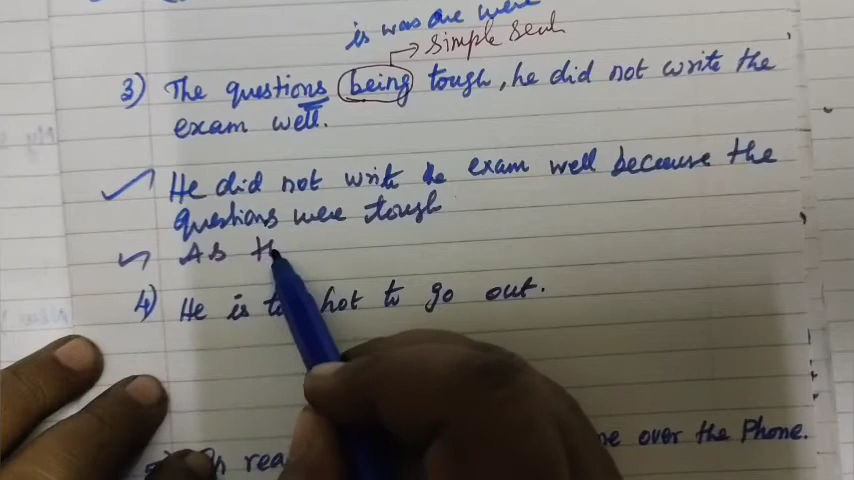 is was are were
simple sent
3) The questions being tough, he did not write the
exam well.
He did not write the exam well because the
questions were tough
As
4) He is to hot to go out.
over the Phone.